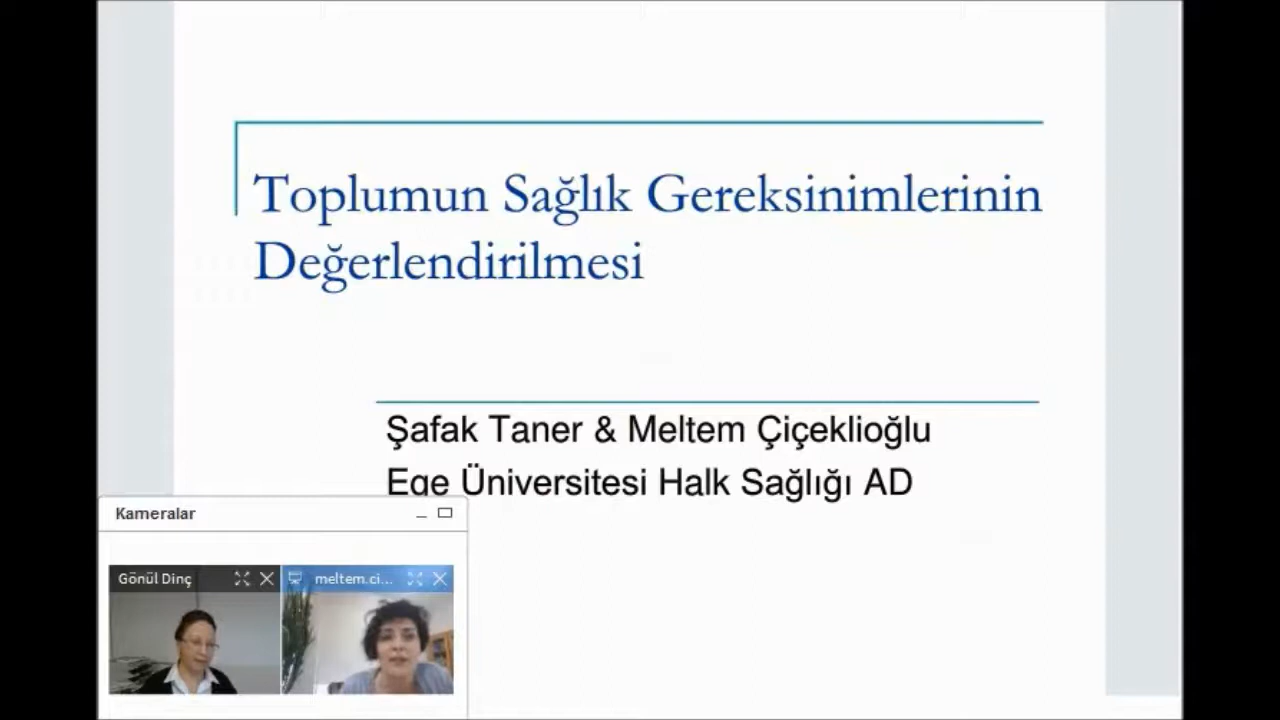 Toplumun Sağlık Gereksinimlerinin
Değerlendirilmesi
Şafak Taner & Meltem Çiçeklioğlu
Ege Üniversitesi Halk Sağlığı AD
Kameralar
Gönül Dinç
meltem.ci...